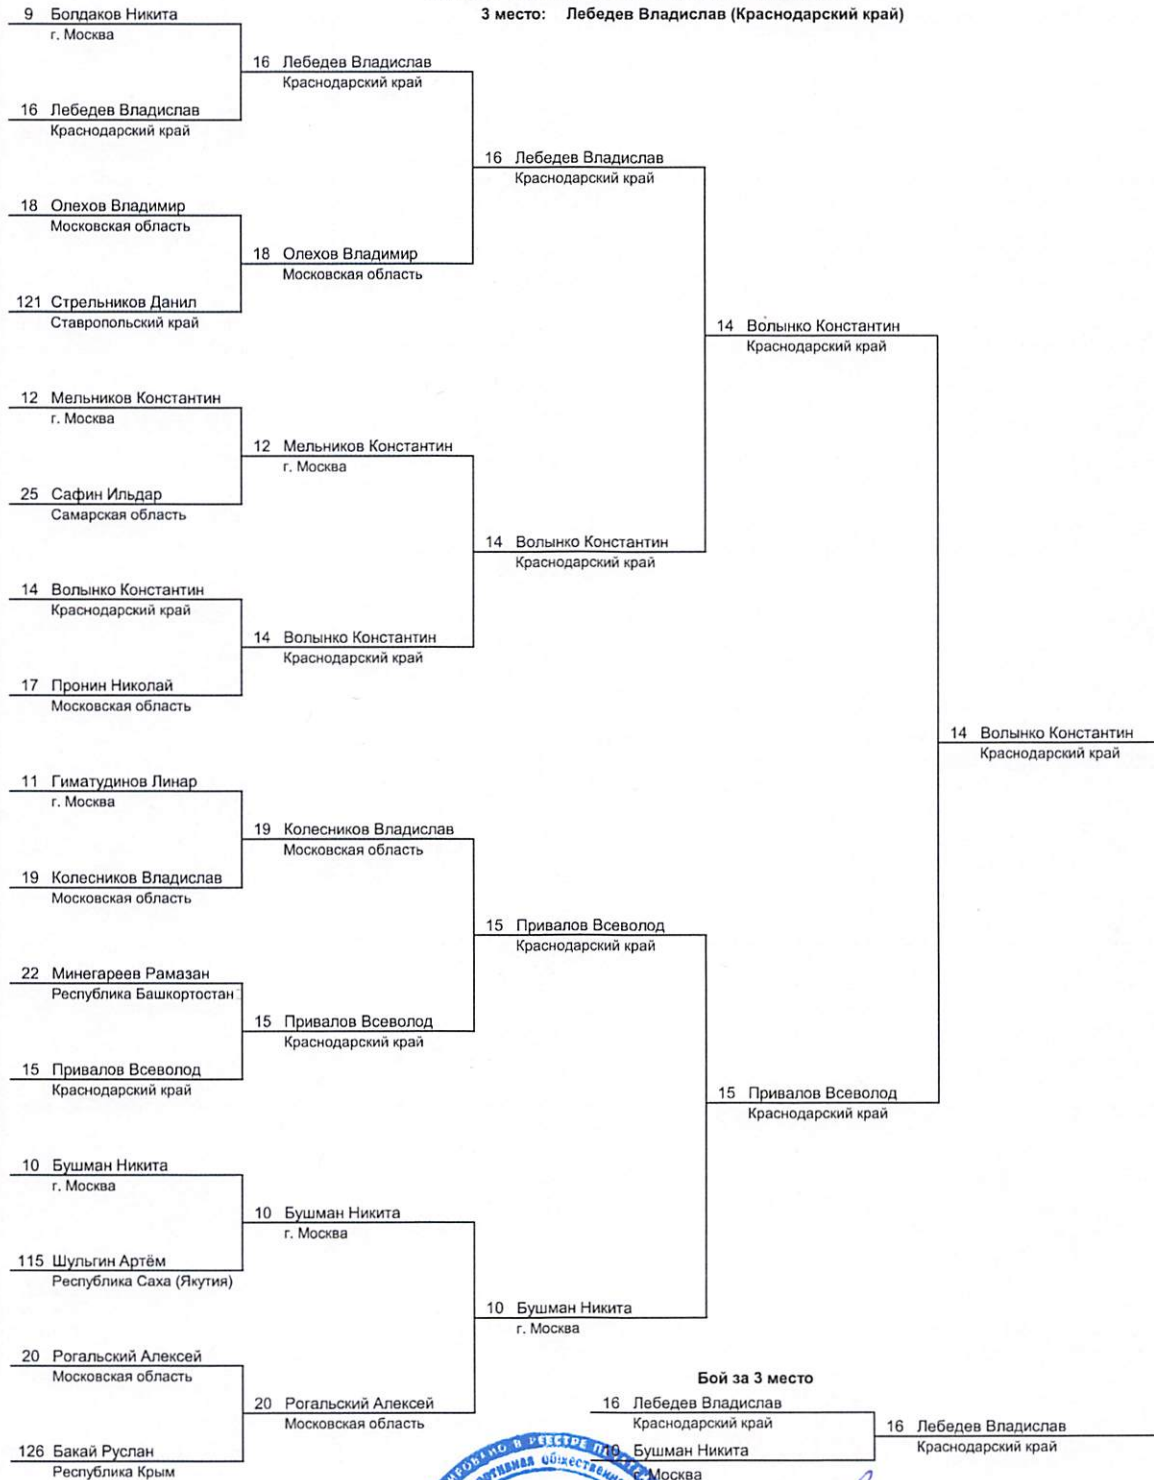 3 место: Лебедев Владислав (Краснодарский край)
9 Болдаков Никита
г. Москва
16 Лебедев Владислав
Краснодарский край
16 Лебедев Владислав
Краснодарский край
16 Лебедев Владислав
Краснодарский край
18 Олехов Владимир
Московская область
18 Олехов Владимир
Московская область
121 Стрельников Данил
Ставропольский край
14 Волынко Константин
Краснодарский край
12 Мельников Константин
г. Москва
12 Мельников Константин
г. Москва
25 Сафин Ильдар
Самарская область
14 Волынко Константин
Краснодарский край
14 Волынко Константин
Краснодарский край
14 Волынко Константин
Краснодарский край
17 Пронин Николай
Московская область
14 Волынко Константин
Краснодарский край
11 Гиматудинов Линар
г. Москва
19 Колесников Владислав
Московская область
19 Колесников Владислав
Московская область
15 Привалов Всеволод
Краснодарский край
22 Минегареев Рамазан
Республика Башкортостан
15 Привалов Всеволод
Краснодарский край
15 Привалов Всеволод
Краснодарский край
15 Привалов Всеволод
Краснодарский край
10 Бушман Никита
г. Москва
10 Бушман Никита
г. Москва
115 Шульгин Артём
Республика Саха (Якутия)
10 Бушман Никита
г. Москва
20 Рогальский Алексей
Московская область
20 Рогальский Алексей
Московская область
126 Бакай Руслан
Республика Крым
Бой за 3 место
16 Лебедев Владислав
Краснодарский край
16 Лебедев Владислав
Краснодарский край
10 Бушман Никита
г. Москва